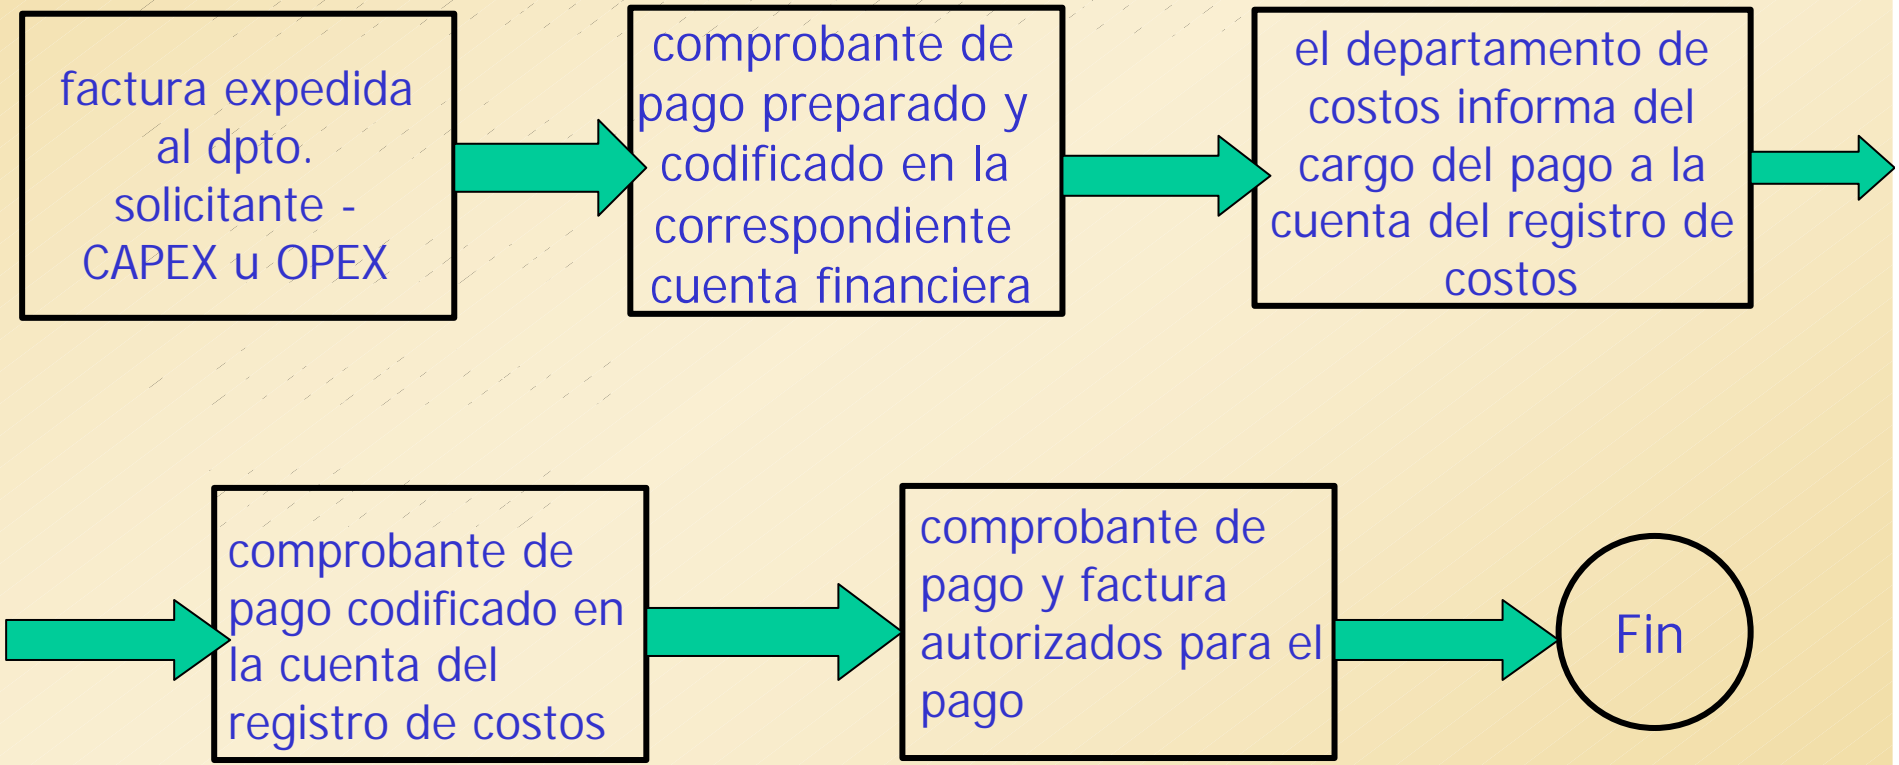 factura expedida
al dpto.
solicitante -
CAPEX u OPEX
comprobante de
pago preparado y
codificado en la
correspondiente
cuenta financiera
el departamento de
costos informa del
cargo del pago a la
cuenta del registro de
costos
comprobante de
pago codificado en
la cuenta del
registro de costos
comprobante de
pago y factura
autorizados para el
pago
Fin